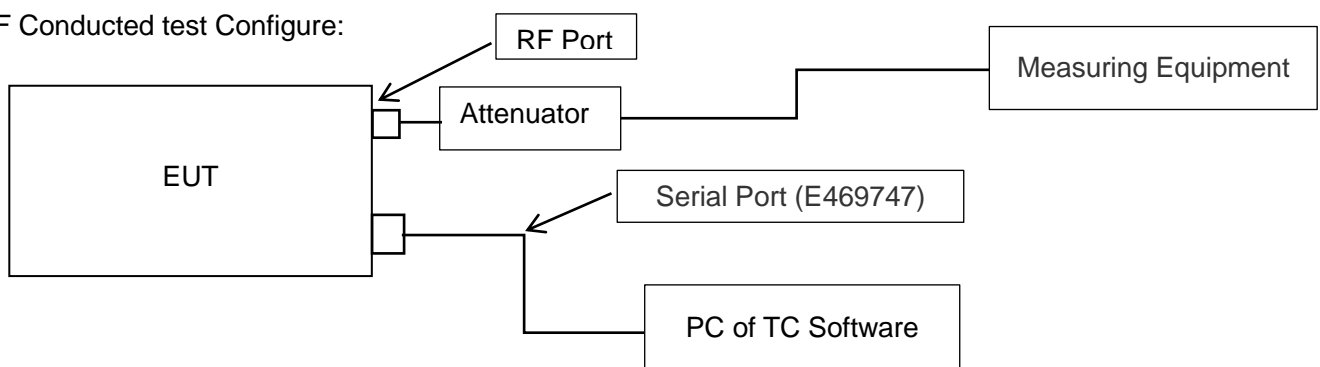 F Conducted test Configure:
RF Port
Measuring Equipment
Attenuator
EUT
Serial Port (E469747)
PC of TC Software